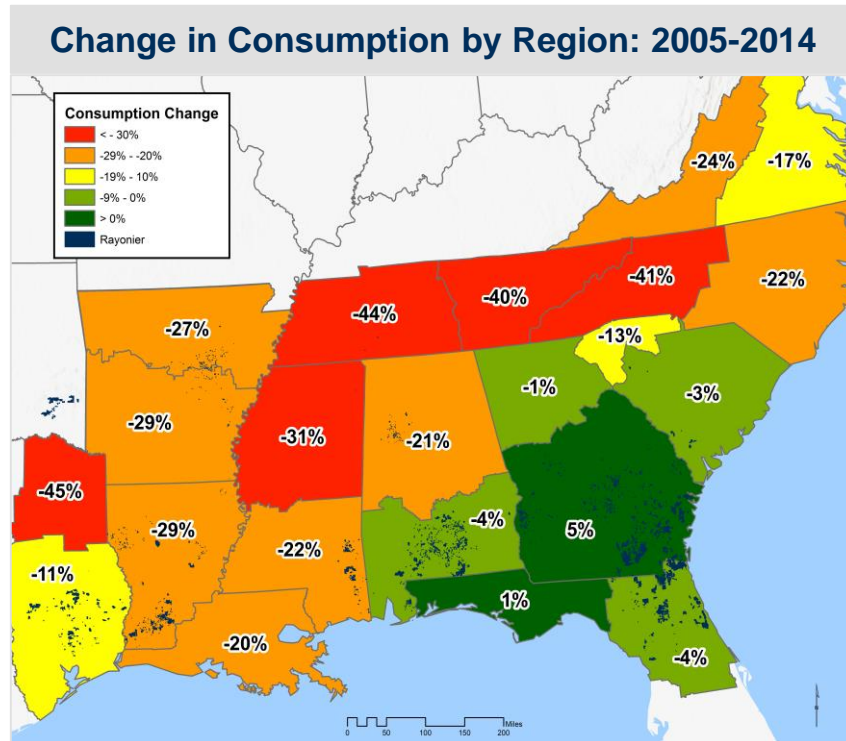 Change in Consumption by Region: 2005-2014
Consumption Change
< - 30%
-29% - -20%
-19% - 10%
-9% - 0%
> 0%
Rayonier
-24%
-17%
-41%
-22%
-40%
-44%
-27%
-13%
-1%
-3%
-29%
-31%
-21%
-45%
-29%
-4%
5%
-22%
-11%
1%
-20%
-4%
Miles
0 50 100 150 200